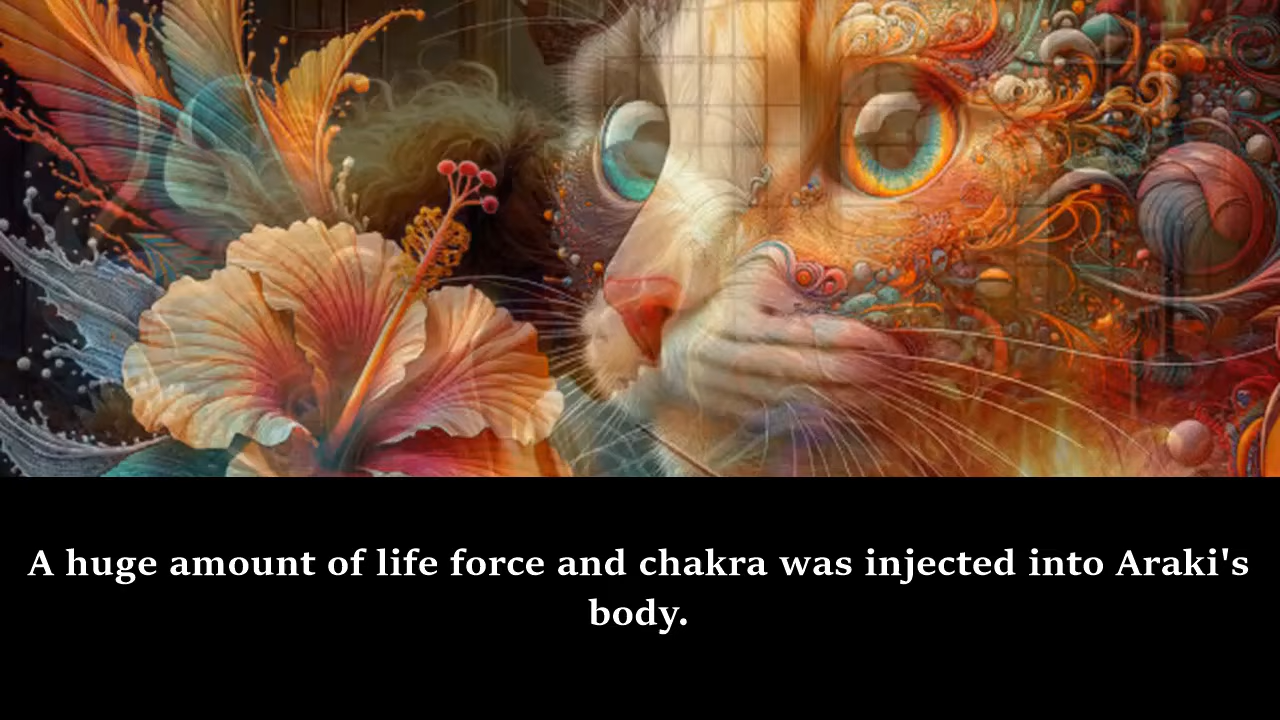 A huge amount of life force and chakra was injected into Araki's
body.